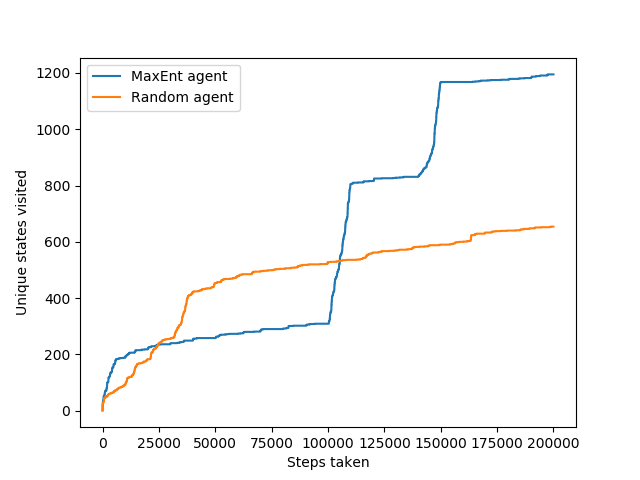 MaxEnt agent
Random agent
1200
1000
800
600
400
200
0
Unique states visited
0 25000 50000 75000 100000 125000 150000 175000 200000
Steps taken